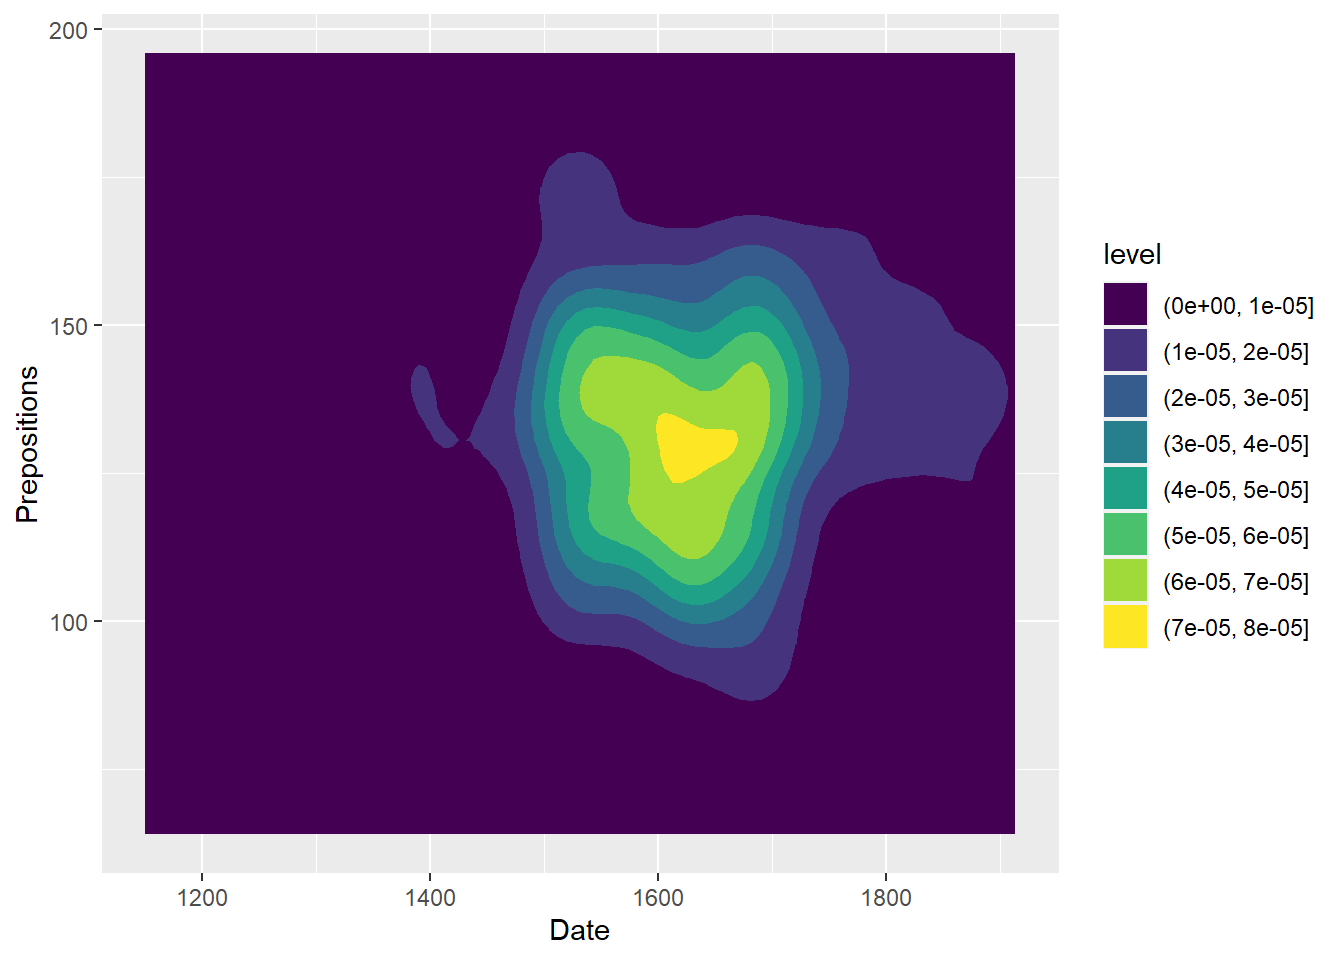 200
150
100
Prepositions
1200 1400 1600 1800
Date
level
(0e+00, 1e-05]
(1e-05, 2e-05]
(2e-05, 3e-05]
(3e-05, 4e-05]
(4e-05, 5e-05]
(5e-05, 6e-05]
(6e-05, 7e-05]
(7e-05, 8e-05]